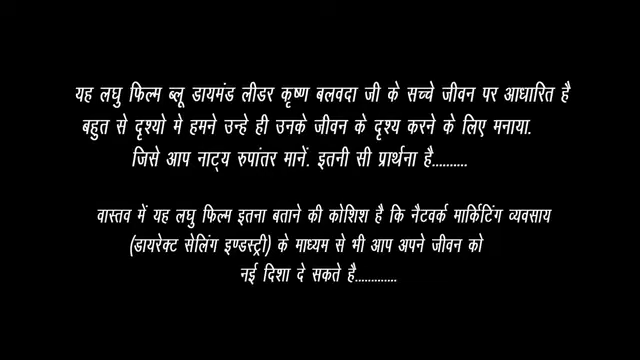 यह लघु फिल्म ब्लू डायमंड लीडर कृष्ण बलवदा जी के सच्चे जीवन पर आधारित है
बहुत से दृश्यो मे हमने उन्हे ही उनके जीवन के दृश्य करने के लिए मनाया.
जिसे आप नाट्य रुपांतर मानें. इतनी सी प्रार्थना है..........
वास्तव में यह लघु फिल्म इतना बताने की कोशिश है कि नैटवर्क मार्किटिंग व्यवसाय
(डायरेक्ट सेलिंग इण्डस्ट्री) के माध्यम से भी आप अपने जीवन को
नई दिशा दे सकते है.............